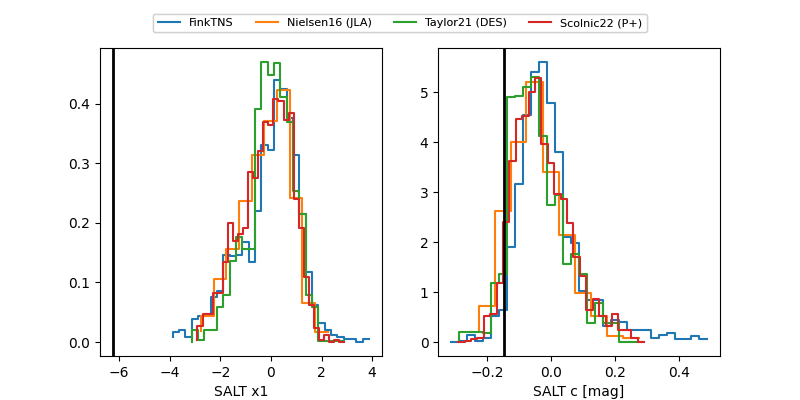 FinkTNS Nielsen16 (JLA) Taylor21 (DES) Scolnic22 (P+)
0.4
0.3
0.2
0.1
0.0
−6 −4 −2 0 2 4
SALT x1
5
4
3
2
1
0
−0.2 0.0 0.2 0.4
SALT c [mag]